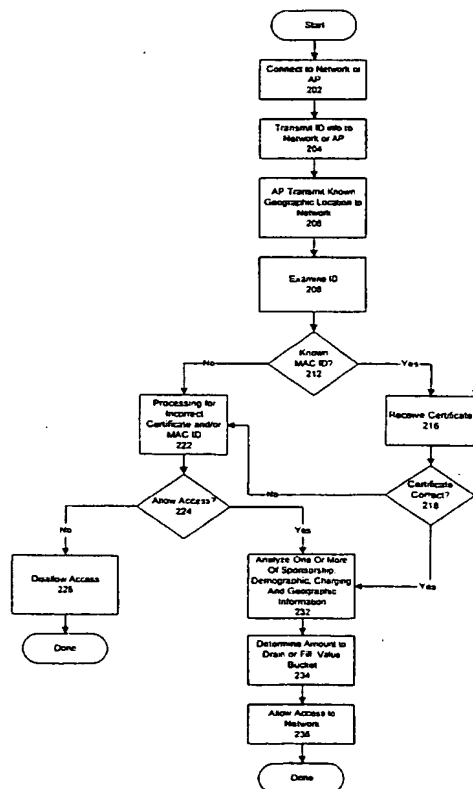 Start
Connect to Network or
AP
202
Transmit ID info to
Network or AP
204
AP Transmit Known
Geographic Location to
Network
206
Examine ID
208
Known
MAC ID?
212
No
Yes
Processing for
Incorrect
Certificate and/or
MAC ID
222
Receive Certificate
216
Certificate
Correct?
218
No
Yes
Allow Access?
224
No
Yes
Disallow Access
226
Done
Analyze One Or More
Of Sponsorship,
Demographic, Charging
And Geographic
Information
232
Determine Amount to
Drain or Fill Value
Bucket
234
Allow Access to
Network
236
Done